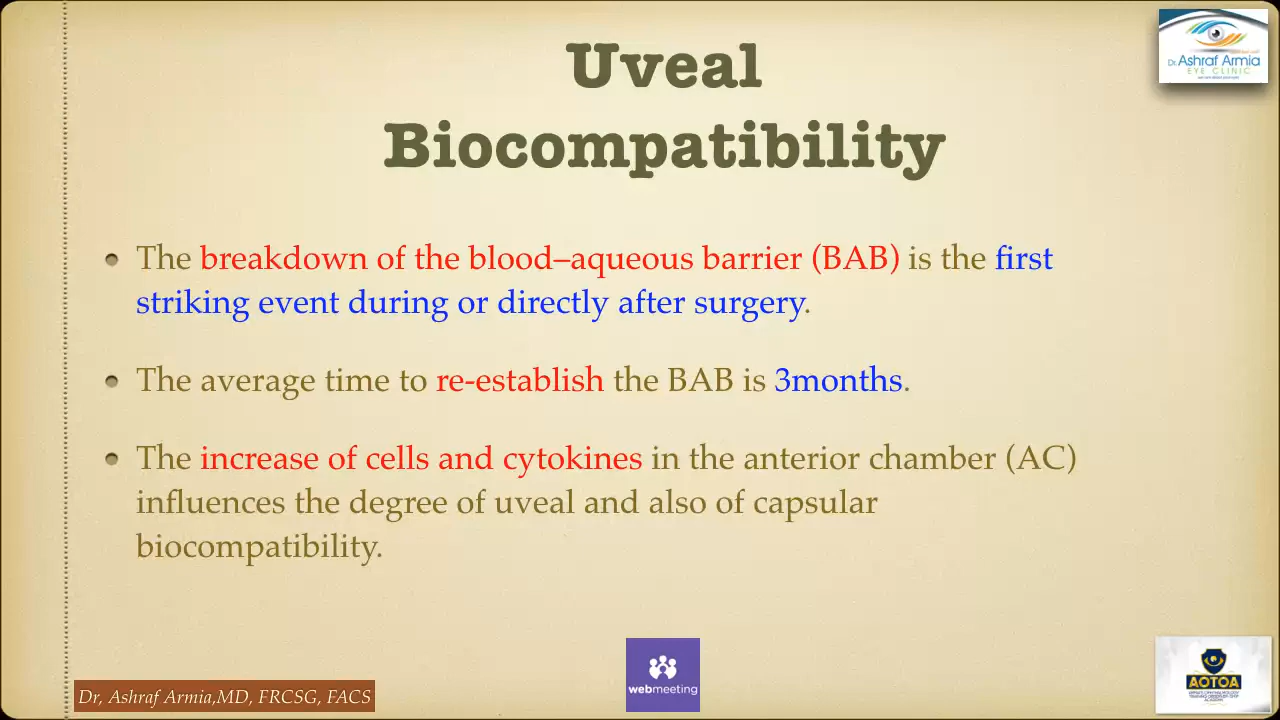 Uveal
Biocompatibility
Dr. Ashraf Armia
EYE CLINIC
• The breakdown of the blood–aqueous barrier (BAB) is the first
striking event during or directly after surgery.
• The average time to re-establish the BAB is 3months.
• The increase of cells and cytokines in the anterior chamber (AC)
influences the degree of uveal and also of capsular
biocompatibility.
Dr, Ashraf Armia,MD, FRCSG, FACS
webmeeting
AOTOA